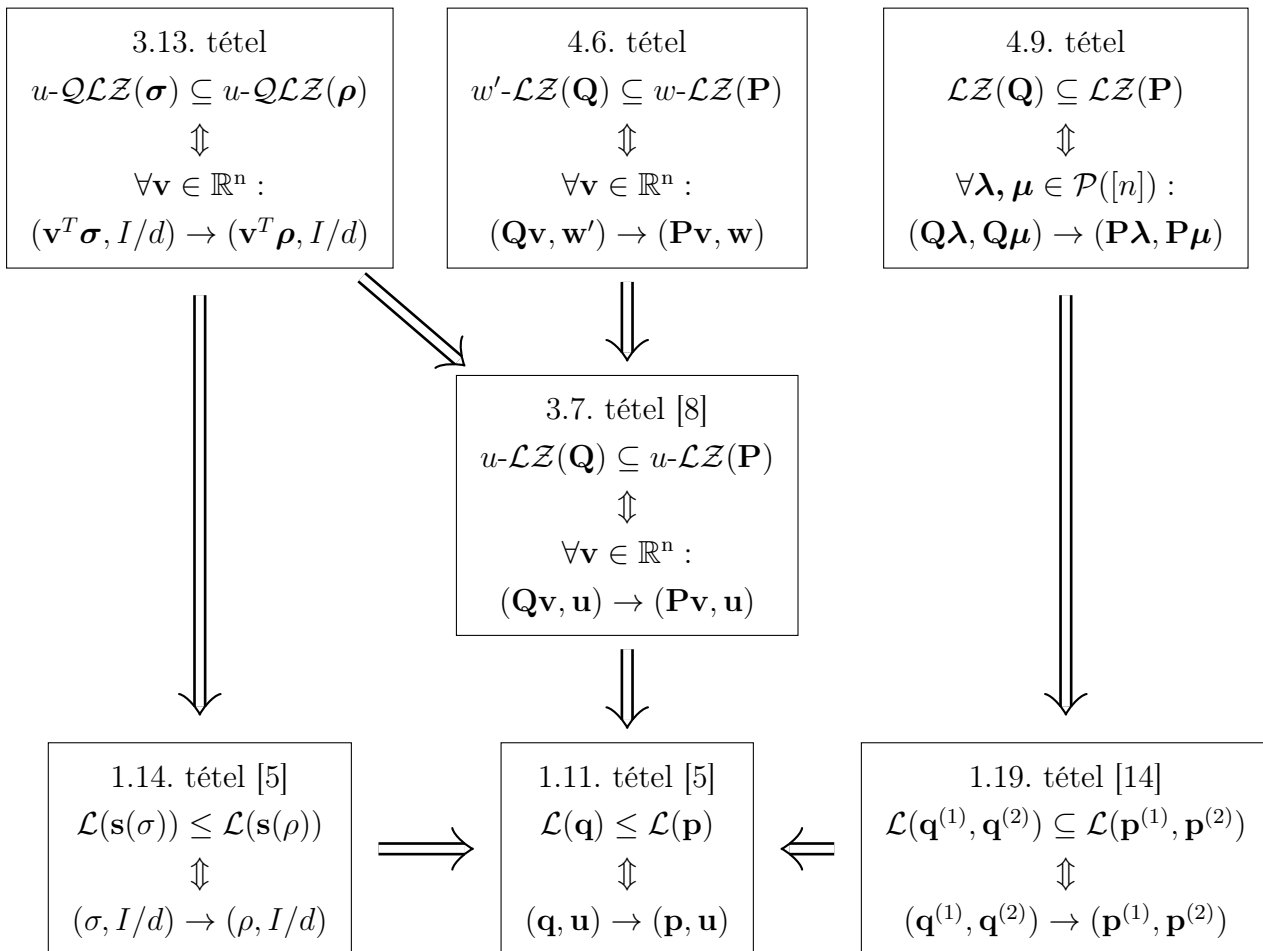 3.13. tétel
u-𝒬ℒ𝒵(𝛔) ⊆ u-𝒬ℒ𝒵(𝛒)
⇕
∀𝐯 ∈ ℝⁿ :
(𝐯ᵀ𝛔, I/d) → (𝐯ᵀ𝛒, I/d)
4.6. tétel
w′-ℒ𝒵(𝐐) ⊆ w-ℒ𝒵(𝐏)
⇕
∀𝐯 ∈ ℝⁿ :
(𝐐𝐯, 𝐰′) → (𝐏𝐯, 𝐰)
4.9. tétel
ℒ𝒵(𝐐) ⊆ ℒ𝒵(𝐏)
⇕
∀𝛌, 𝛍 ∈ 𝒫([n]) :
(𝐐𝛌, 𝐐𝛍) → (𝐏𝛌, 𝐏𝛍)
3.7. tétel [8]
u-ℒ𝒵(𝐐) ⊆ u-ℒ𝒵(𝐏)
⇕
∀𝐯 ∈ ℝⁿ :
(𝐐𝐯, 𝐮) → (𝐏𝐯, 𝐮)
1.14. tétel [5]
ℒ(𝐬(σ)) ≤ ℒ(𝐬(ρ))
⇕
(σ, I/d) → (ρ, I/d)
1.11. tétel [5]
ℒ(𝐪) ≤ ℒ(𝐩)
⇕
(𝐪, 𝐮) → (𝐩, 𝐮)
1.19. tétel [14]
ℒ(𝐪⁽¹⁾, 𝐪⁽²⁾) ⊆ ℒ(𝐩⁽¹⁾, 𝐩⁽²⁾)
⇕
(𝐪⁽¹⁾, 𝐪⁽²⁾) → (𝐩⁽¹⁾, 𝐩⁽²⁾)